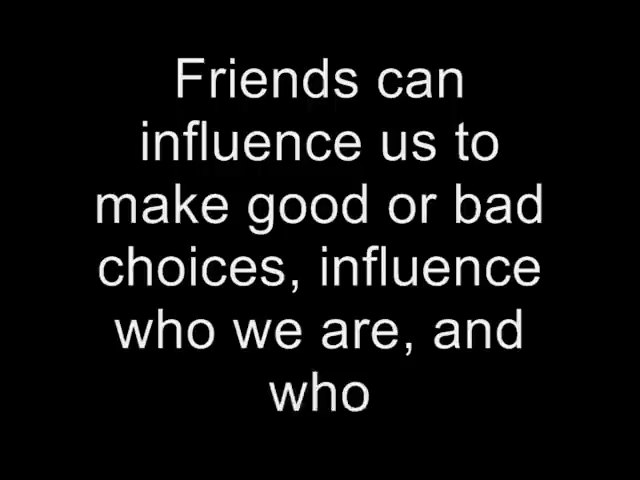 Friends can
influence us to
make good or bad
choices, influence
who we are, and
who